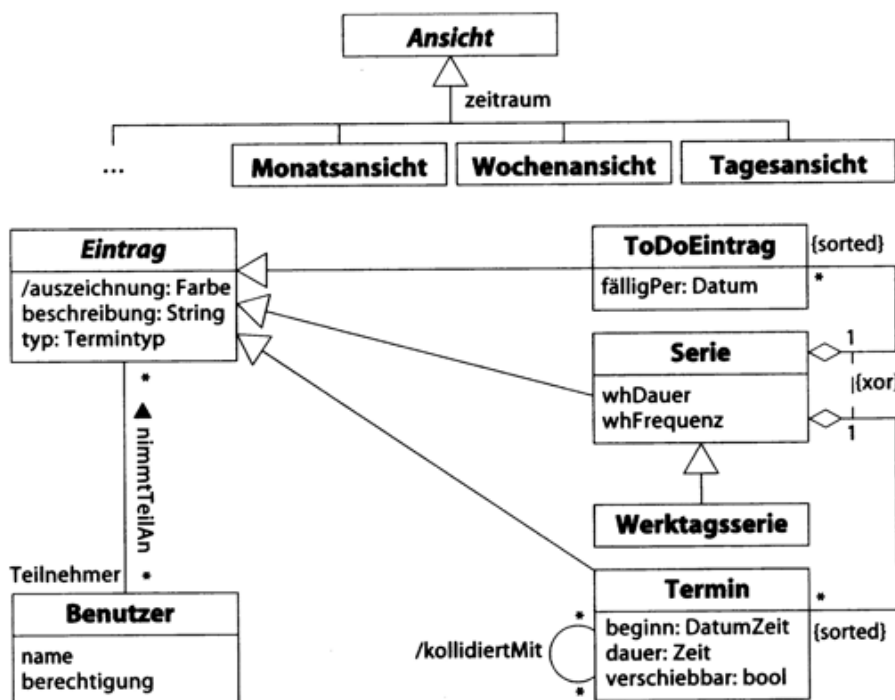 Ansicht
zeitraum
...
Monatsansicht
Wochenansicht
Tagesansicht
Eintrag
/auszeichnung: Farbe
beschreibung: String
typ: Termintyp
ToDoEintrag
fälligPer: Datum
{sorted}
*
Serie
whDauer
whFrequenz
1
{xor}
1
Werktagsserie
*
nimmtTeilAn
Teilnehmer
*
Benutzer
name
berechtigung
Termin
beginn: DatumZeit
dauer: Zeit
verschiebbar: bool
*
{sorted}
*
/kollidiertMit
*